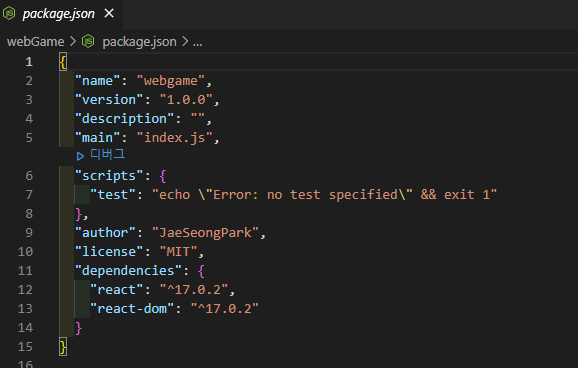 package.json ×
webGame > package.json > ...
1 {
2 "name": "webgame",
3 "version": "1.0.0",
4 "description": "",
5 "main": "index.js",
디버그
6 "scripts": {
7 "test": "echo \"Error: no test specified\" && exit 1"
8 },
9 "author": "JaeSeongPark",
10 "license": "MIT",
11 "dependencies": {
12 "react": "^17.0.2",
13 "react-dom": "^17.0.2"
14 }
15 }
16